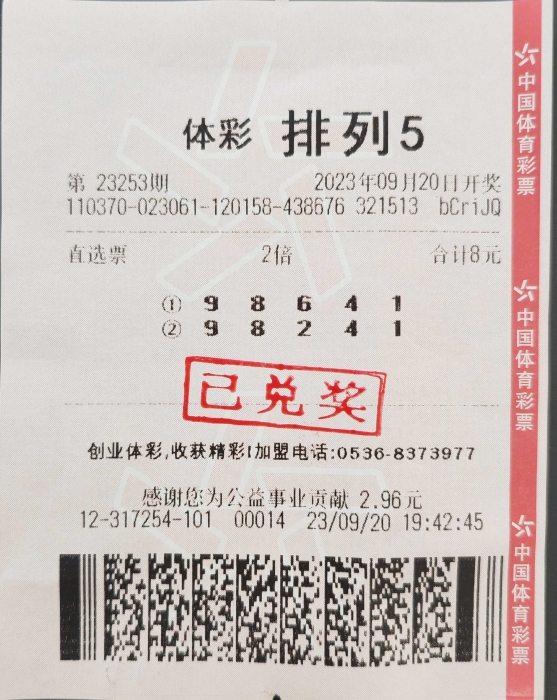 体彩 排列5
第 23253期 2023年09月20日开奖
110370-023061-120158-438676 321513 bCriJQ
直选票 2倍 合计8元
① 9 8 6 4 1
② 9 8 2 4 1
已兑奖
创业体彩,收获精彩!加盟电话:0536-8373977
感谢您为公益事业贡献 2.96元
12-317254-101 00014 23/09/20 19:42:45
中国体育彩票
中国体育彩票
中国体育彩票